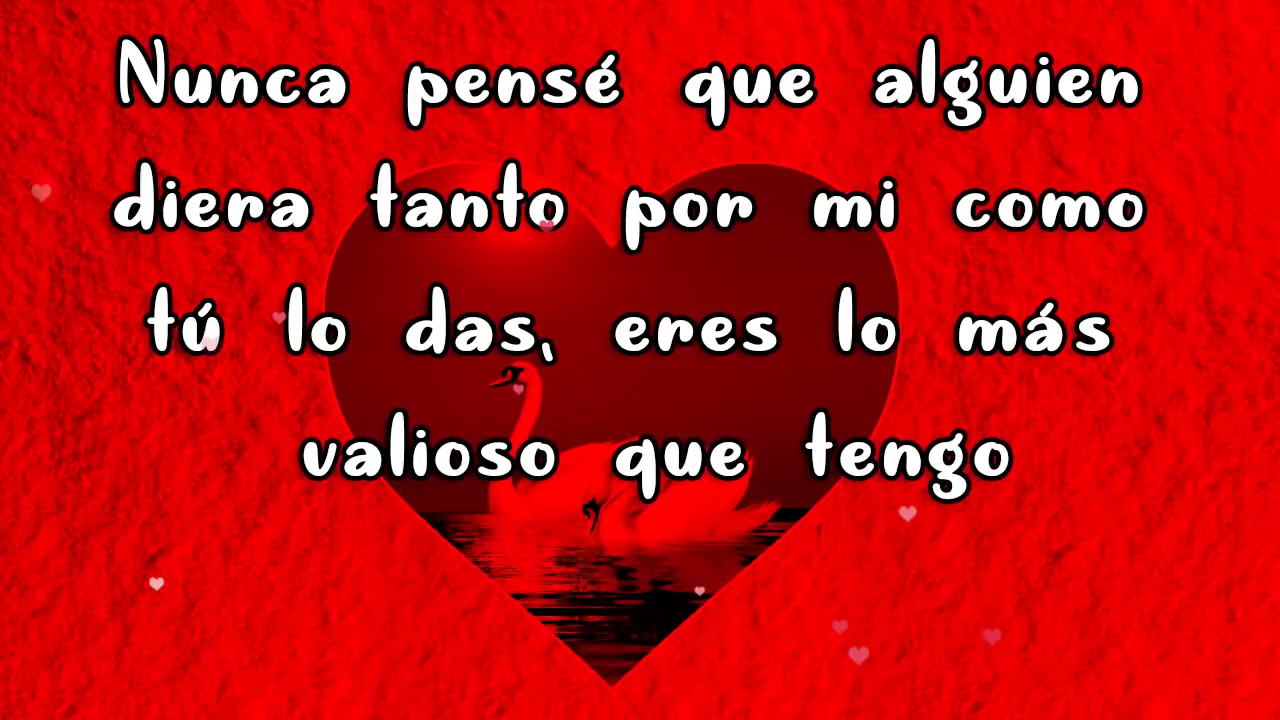 Nunca pensé que alguien
diera tanto por mi como
tú lo das, eres lo más
valioso que tengo